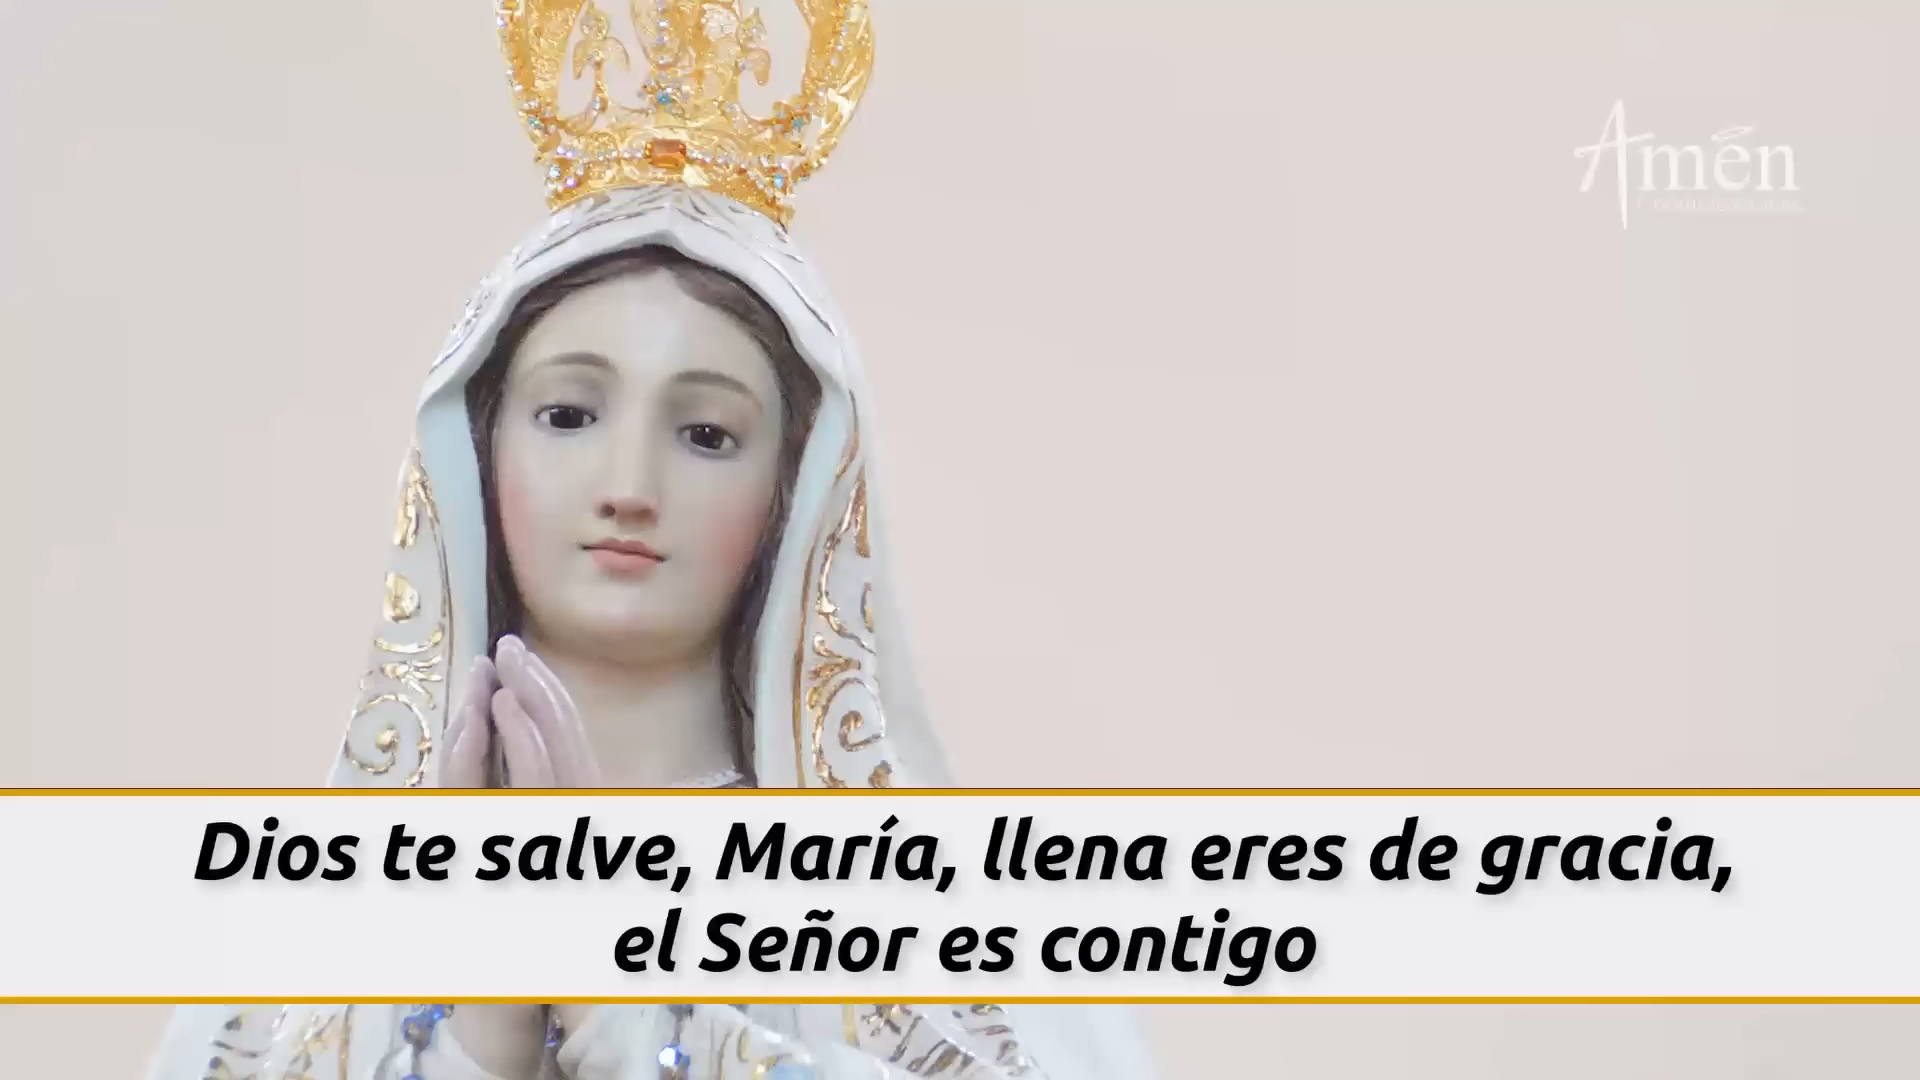 Amén
Dios te salve, María, llena eres de gracia,
el Señor es contigo